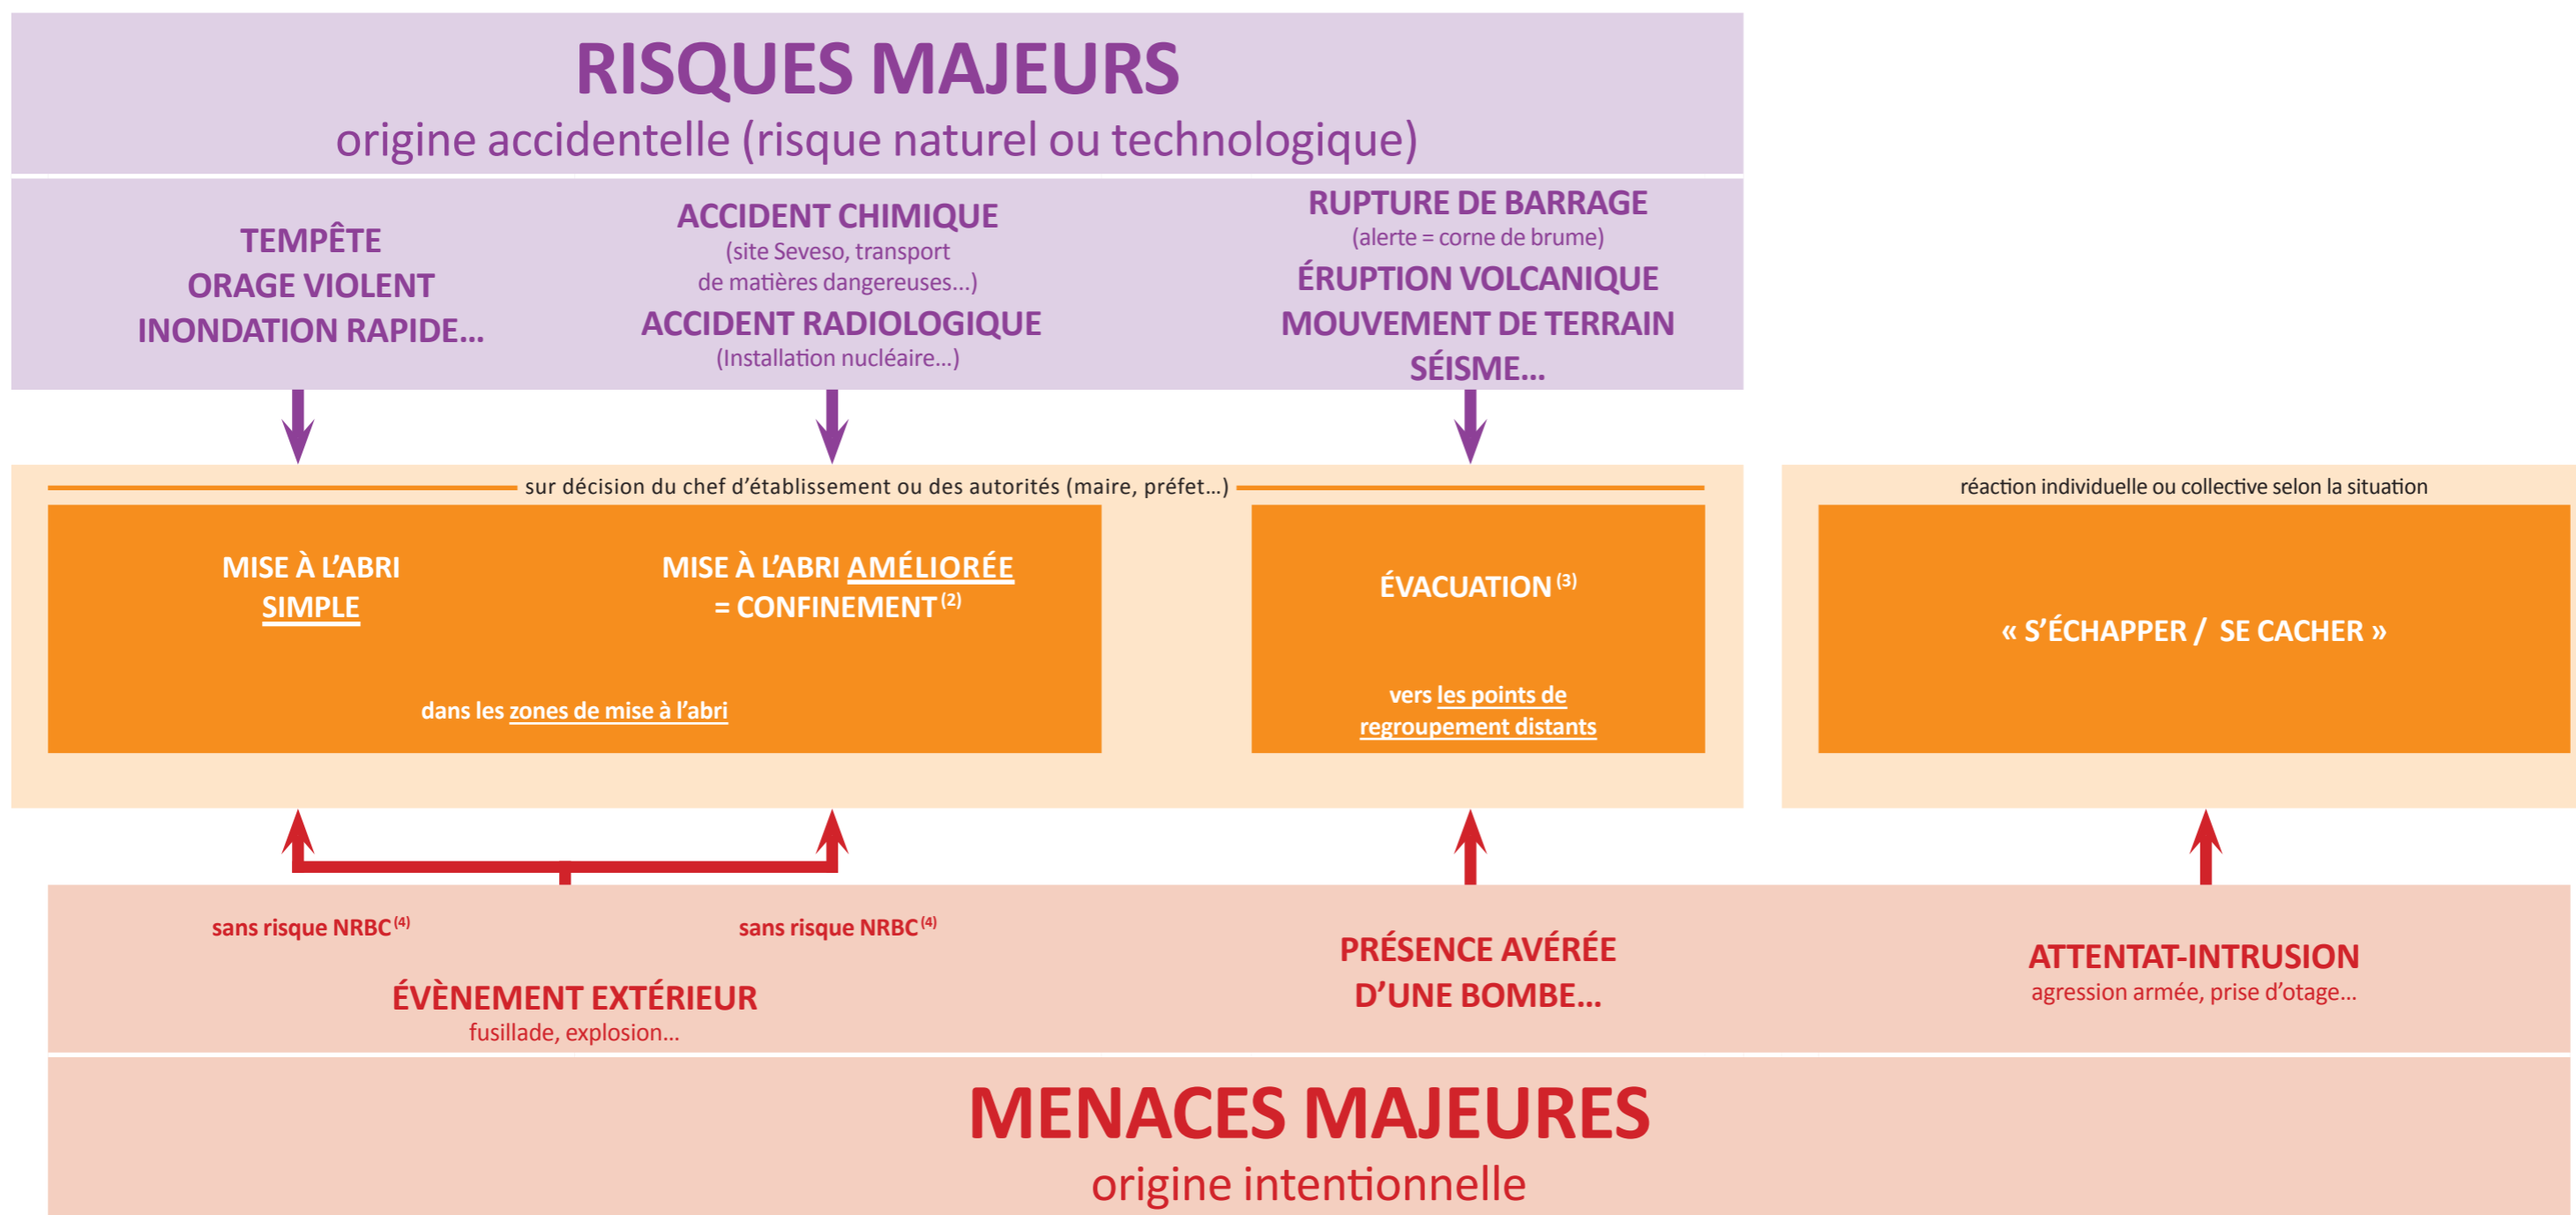 RISQUES MAJEURS
origine accidentelle (risque naturel ou technologique)
TEMPÊTE
ORAGE VIOLENT
INONDATION RAPIDE...
ACCIDENT CHIMIQUE
(site Seveso, transport
de matières dangereuses...)
ACCIDENT RADIOLOGIQUE
(Installation nucléaire...)
RUPTURE DE BARRAGE
(alerte = corne de brume)
ÉRUPTION VOLCANIQUE
MOUVEMENT DE TERRAIN
SÉISME...
sur décision du chef d’établissement ou des autorités (maire, préfet...)
MISE À L’ABRI
SIMPLE
MISE À L’ABRI AMÉLIORÉE
= CONFINEMENT (2)
dans les zones de mise à l’abri
ÉVACUATION (3)
vers les points de
regroupement distants
réaction individuelle ou collective selon la situation
« S’ÉCHAPPER / SE CACHER »
sans risque NRBC (4)
sans risque NRBC (4)
ÉVÈNEMENT EXTÉRIEUR
fusillade, explosion...
PRÉSENCE AVÉRÉE
D’UNE BOMBE...
ATTENTAT-INTRUSION
agression armée, prise d’otage...
MENACES MAJEURES
origine intentionnelle